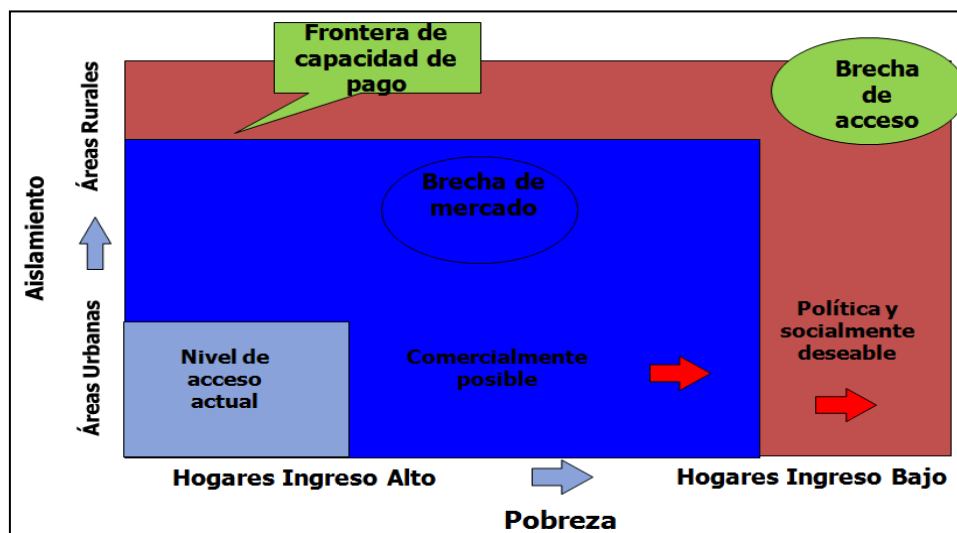 Frontera de
capacidad de
pago
Brecha
de
acceso
Áreas Rurales
Aislamiento
Áreas Urbanas
Brecha de
mercado
Nivel de
acceso
actual
Comercialmente
posible
Política y
socialmente
deseable
Hogares Ingreso Alto
Hogares Ingreso Bajo
Pobreza